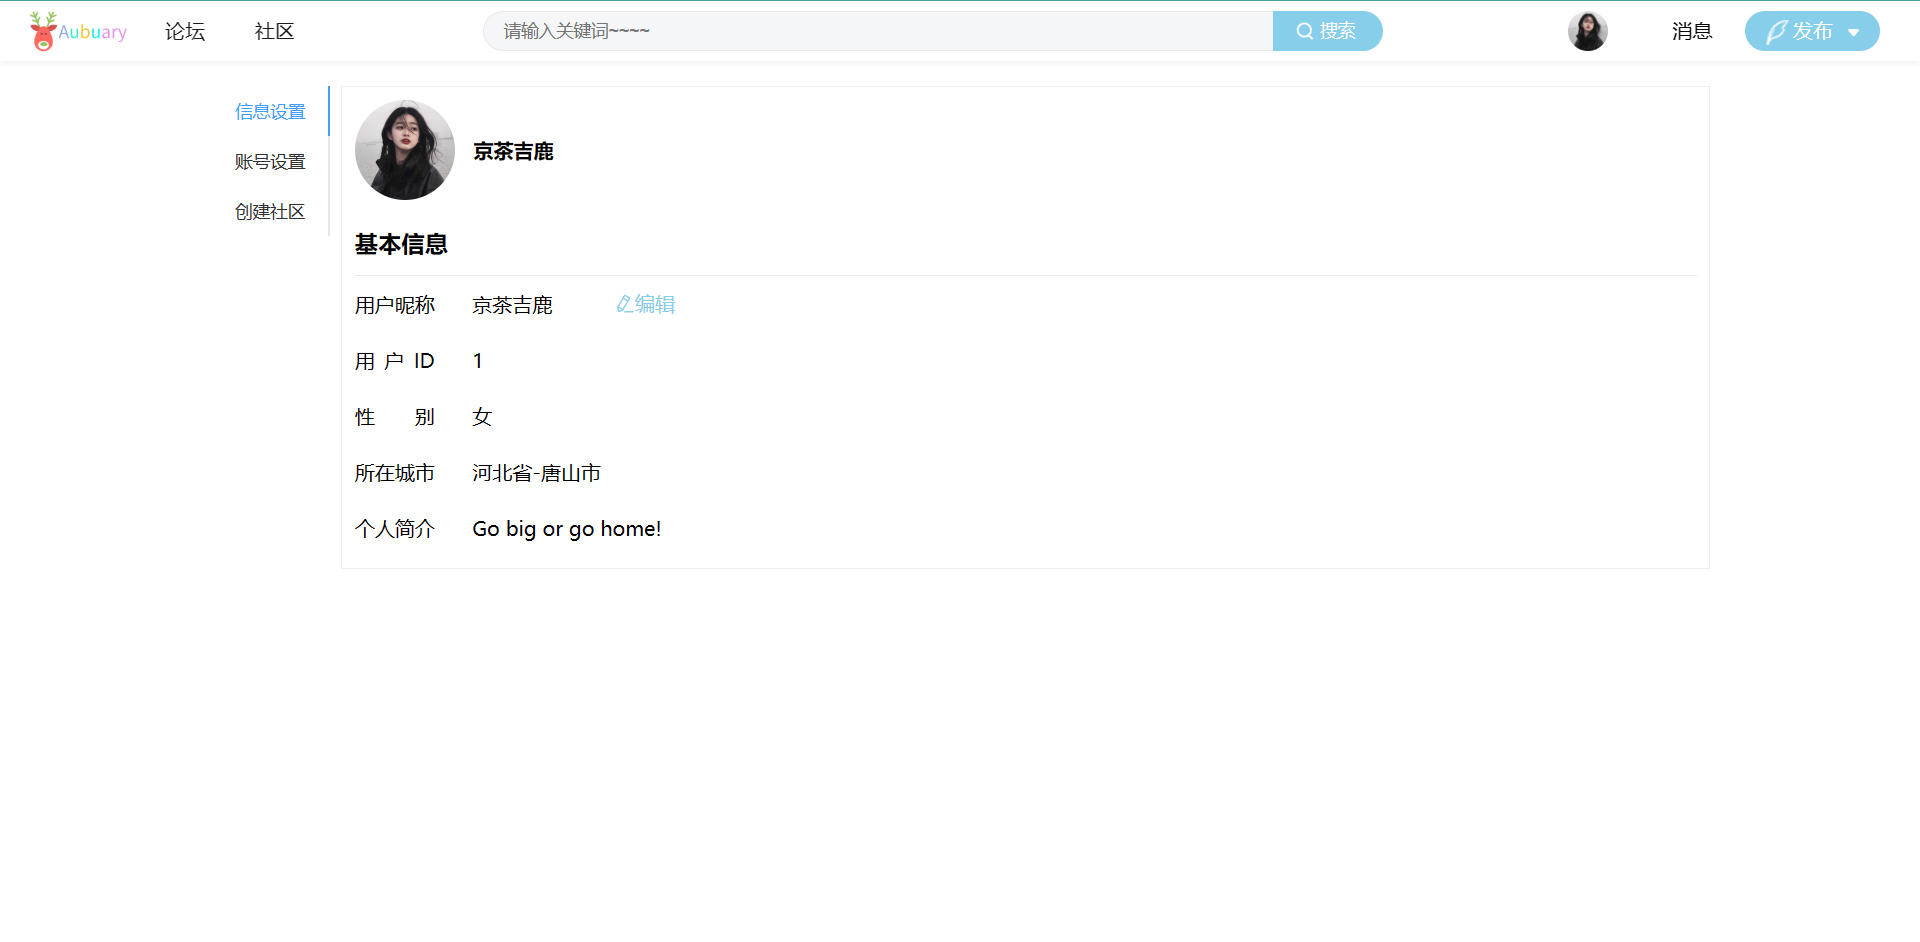 Aubuary 论坛 社区 请输入关键词~~~~ 搜索 消息 发布
信息设置
账号设置
创建社区
京茶吉鹿
基本信息
用户昵称 京茶吉鹿 编辑
用户ID 1
性别 女
所在城市 河北省-唐山市
个人简介 Go big or go home!